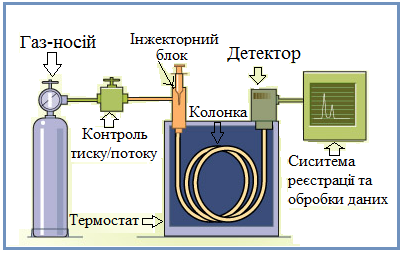 Газ-носій
Інжекторний
блок
Детектор
Контроль
тиску/потоку
Колонка
Термостат
Сиситема
реєстрації та
обробки даних